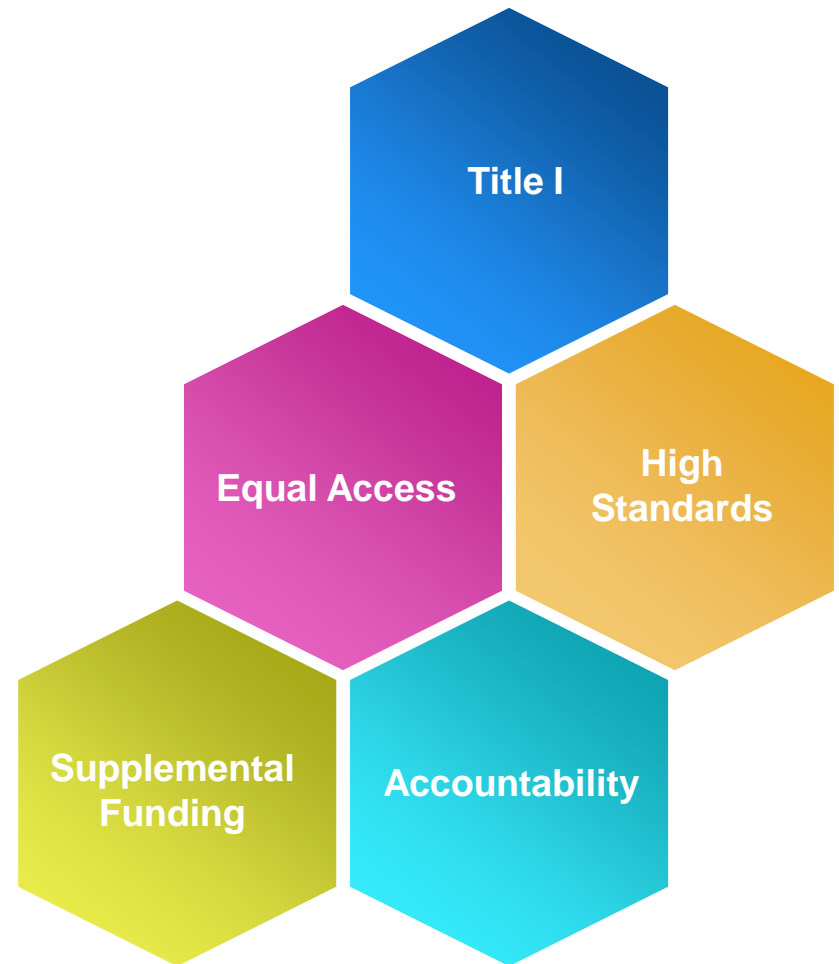 Title I
Equal Access
High
Standards
Supplemental
Funding
Accountability